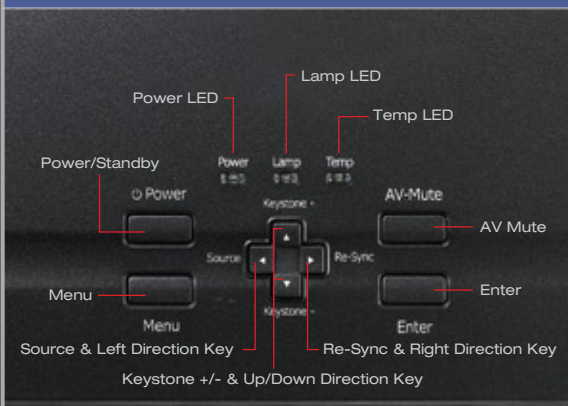 Lamp LED
Power LED
Temp LED
Power/Standby
Power Lamp Temp
Power
Keystone +
AV-Mute
AV Mute
Source
Re-Sync
Menu
Enter
Keystone -
Menu
Enter
Source & Left Direction Key
Re-Sync & Right Direction Key
Keystone +/- & Up/Down Direction Key